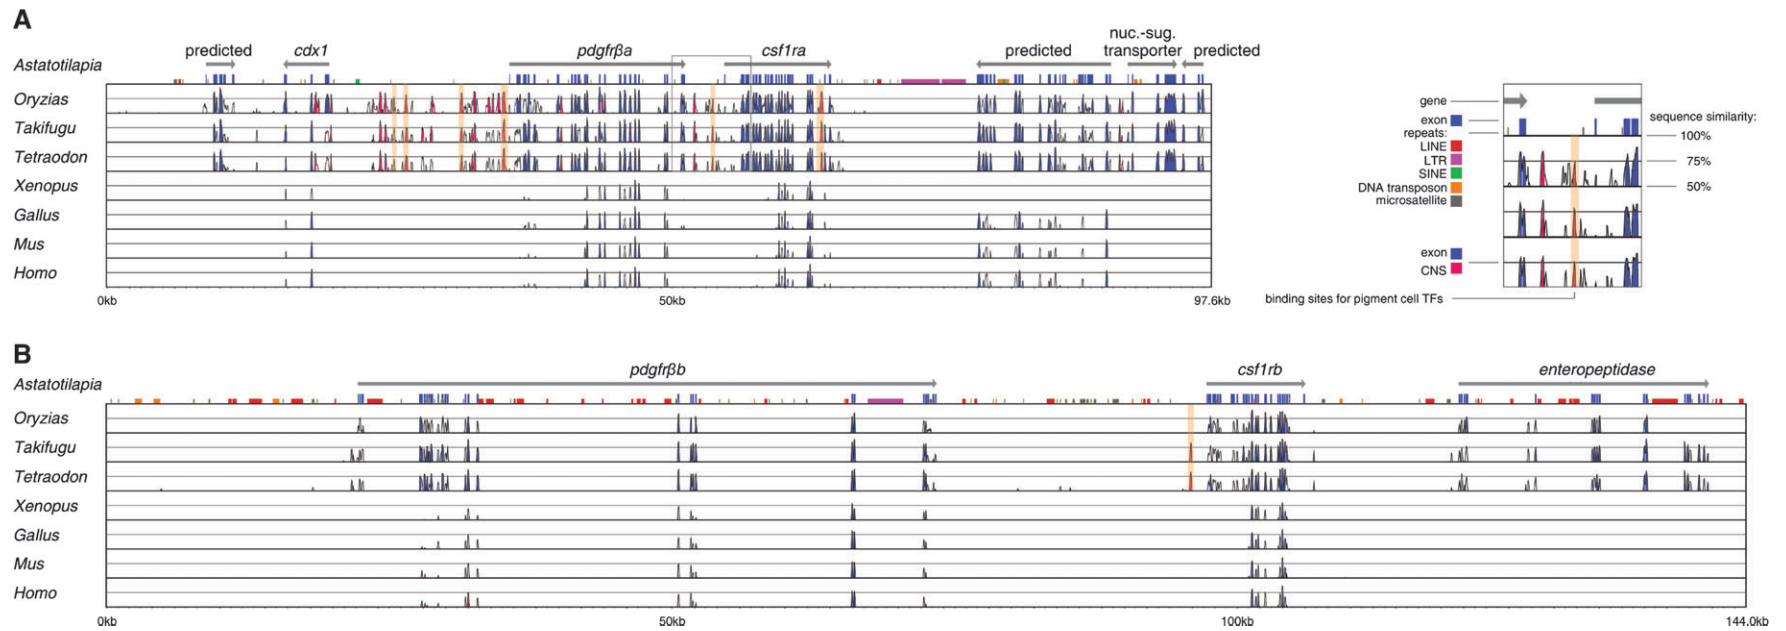 A
predicted cdx1 pdgfrβa csf1ra predicted nuc.-sug. transporter predicted
Astatotilapia
Oryzias
Takifugu
Tetraodon
Xenopus
Gallus
Mus
Homo
0kb 50kb 97.6kb
gene
exon
repeats:
LINE
LTR
SINE
DNA transposon
microsatellite
exon
CNS
binding sites for pigment cell TFs
sequence similarity:
100%
75%
50%
B
pdgfrβb csf1rb enteropeptidase
Astatotilapia
Oryzias
Takifugu
Tetraodon
Xenopus
Gallus
Mus
Homo
0kb 50kb 100kb 144.0kb